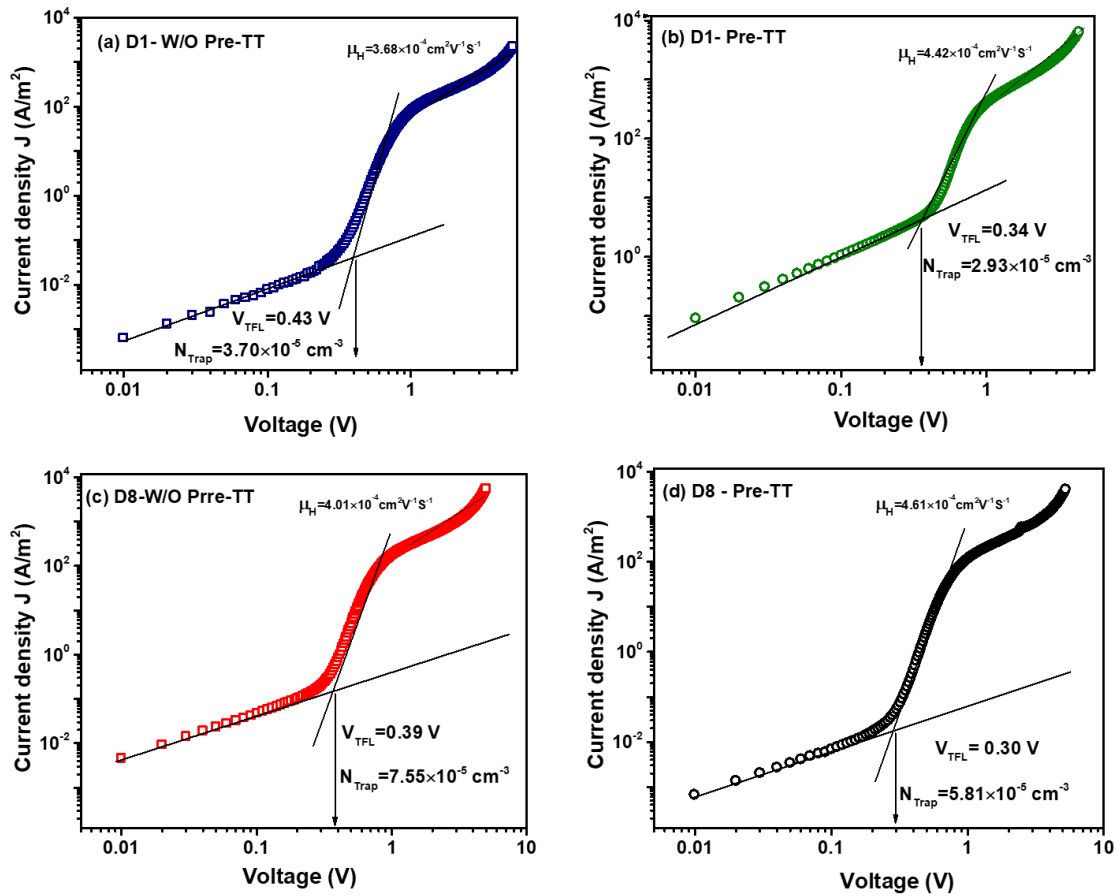 (a) D1- W/O Pre-TT
μH=3.68×10-4cm2V-1S-1
VTFL=0.43 V
NTrap=3.70×10-5 cm-3
Current density J (A/m2)
104
102
100
10-2
10-4
0.01
0.1
1
Voltage (V)
(b) D1- Pre-TT
μH=4.42×10-4cm2V-1S-1
VTFL=0.34 V
NTrap=2.93×10-5 cm-3
Current density J (A/m2)
104
102
100
0.01
0.1
1
Voltage (V)
(c) D8-W/O Prre-TT
μH=4.01×10-4cm2V-1S-1
VTFL=0.39 V
NTrap=7.55×10-5 cm-3
Current density J (A/m2)
104
102
100
10-2
10-4
0.01
0.1
1
10
Voltage (V)
(d) D8 - Pre-TT
μH=4.61×10-4cm2V-1S-1
VTFL= 0.30 V
NTrap=5.81×10-5 cm-3
Current density J (A/m2)
104
102
100
10-2
10-4
0.01
0.1
1
10
Voltage (V)